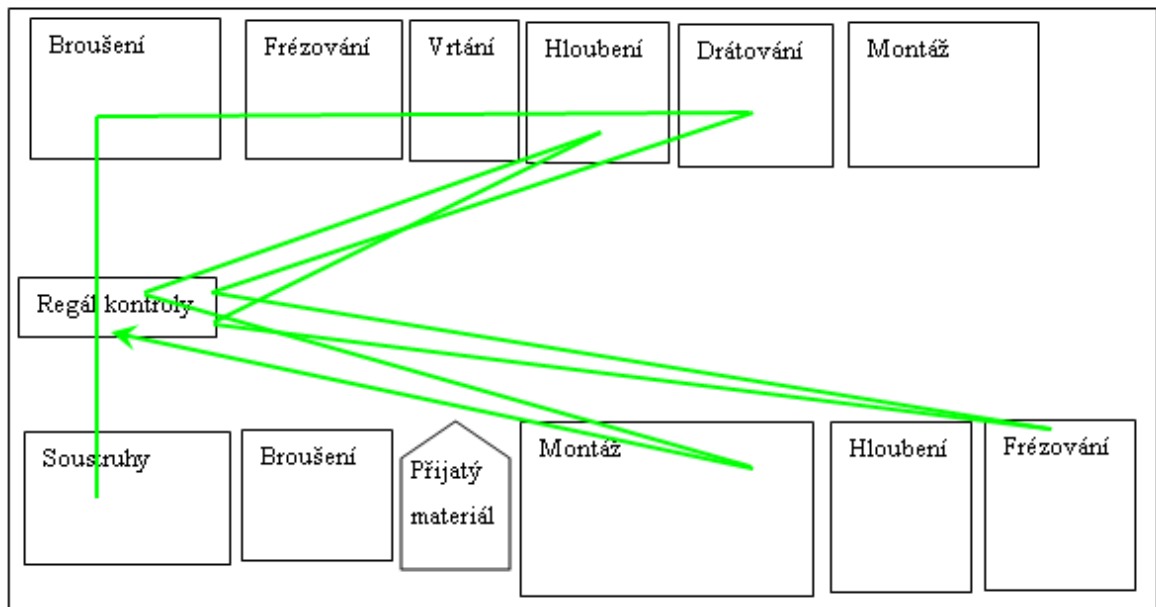 Broušení
Frézování
Vrtání
Hloubení
Drátování
Montáž
Regál kontroly
Soustruhy
Broušení
Přijatý
materiál
Montáž
Hloubení
Frézování